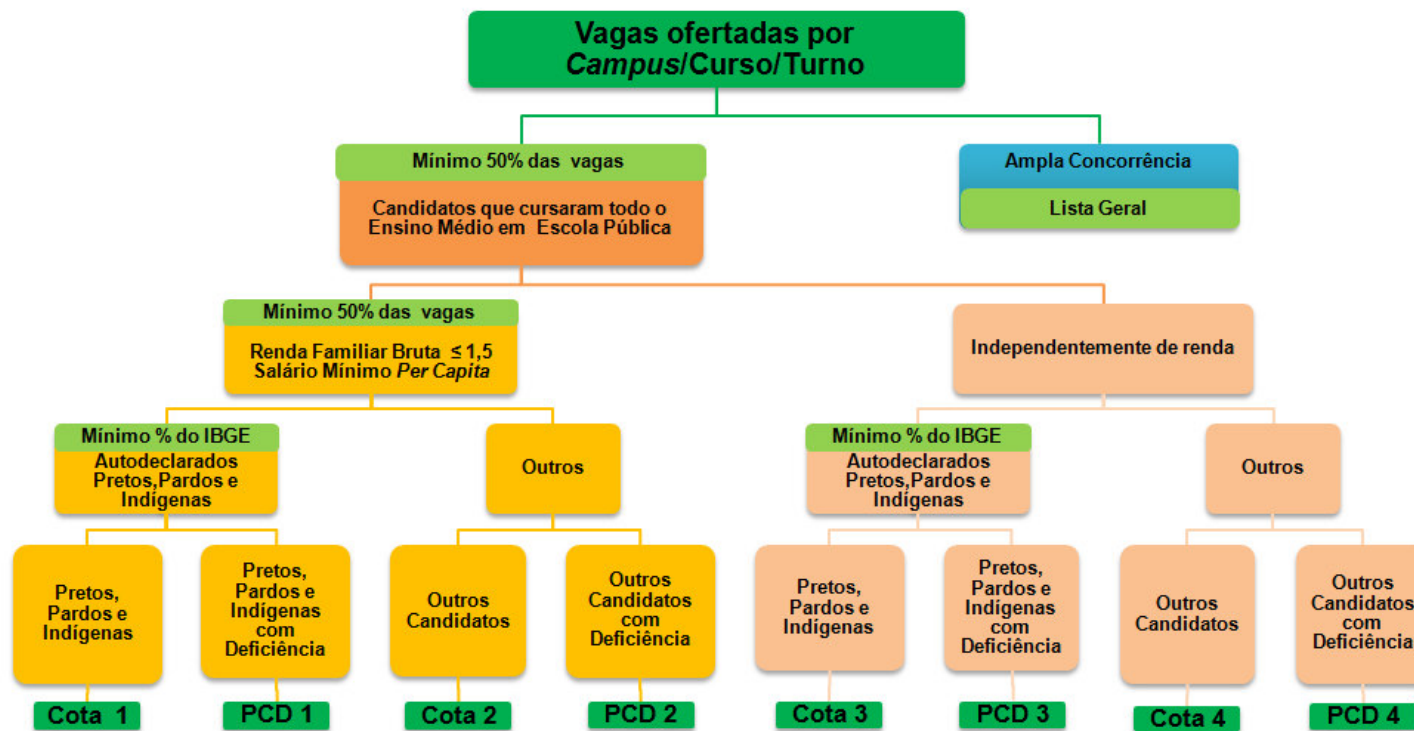 Vagas ofertadas por
Campus/Curso/Turno
Mínimo 50% das vagas
Candidatos que cursaram todo o
Ensino Médio em Escola Pública
Ampla Concorrência
Lista Geral
Mínimo 50% das vagas
Renda Familiar Bruta ≤ 1,5
Salário Mínimo Per Capita
Independentemente de renda
Mínimo % do IBGE
Autodeclarados
Pretos,Pardos e
Indígenas
Outros
Mínimo % do IBGE
Autodeclarados
Pretos,Pardos e
Indígenas
Outros
Pretos,
Pardos e
Indígenas
Pretos,
Pardos e
Indígenas
com
Deficiência
Outros
Candidatos
Outros
Candidatos
com
Deficiência
Pretos,
Pardos e
Indígenas
Pretos,
Pardos e
Indígenas
com
Deficiência
Outros
Candidatos
Outros
Candidatos
com
Deficiência
Cota 1
PCD 1
Cota 2
PCD 2
Cota 3
PCD 3
Cota 4
PCD 4